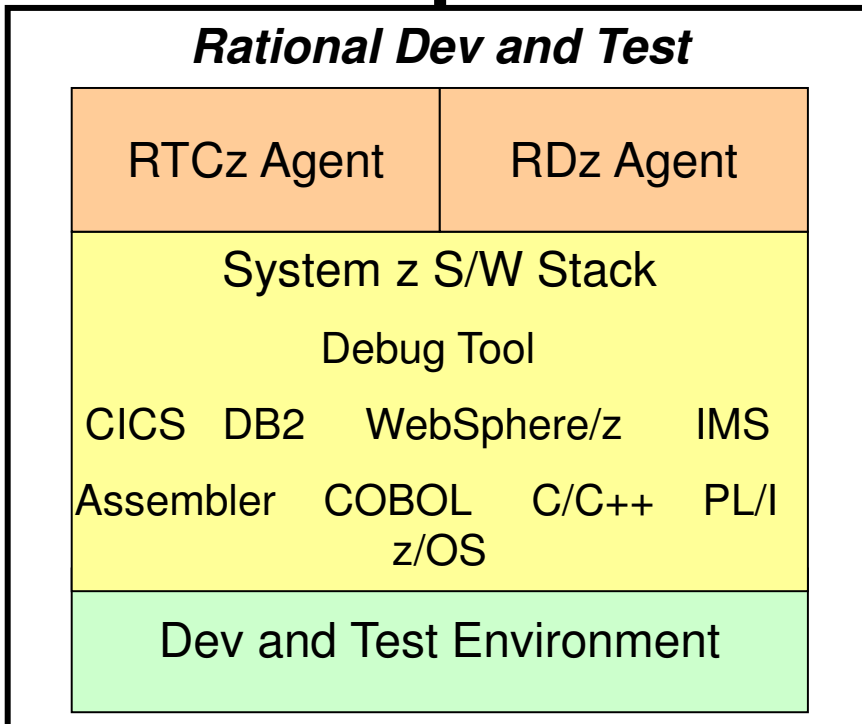 Rational Dev and Test
RTCz Agent RDz Agent
System z S/W Stack
Debug Tool
CICS DB2 WebSphere/z IMS
Assembler COBOL C/C++ PL/I
z/OS
Dev and Test Environment